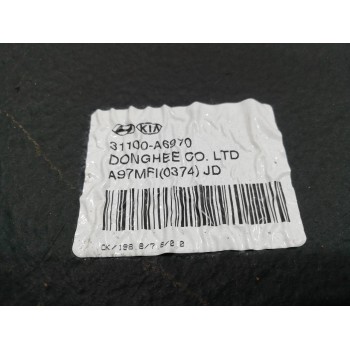 KIA
31100-A6970
DONGHEE CO. LTD
A97MFI(0374) JD